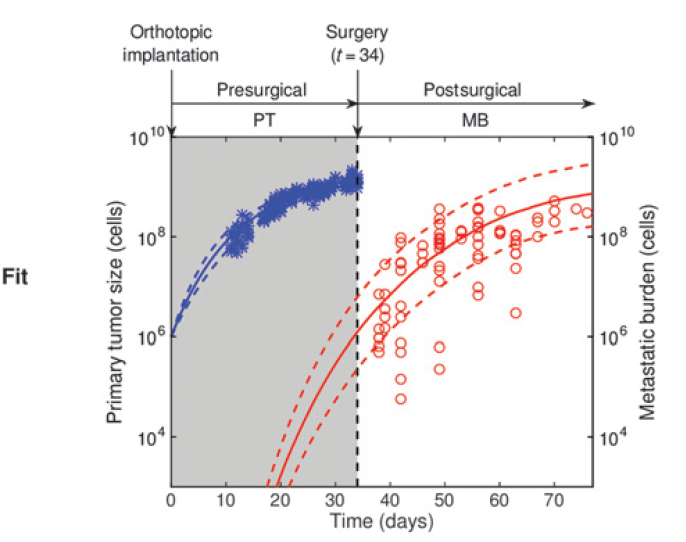 Orthotopic
implantation
Surgery
(t = 34)
Presurgical
Postsurgical
PT
MB
10^10
10^8
10^6
10^4
10^10
10^8
10^6
10^4
Primary tumor size (cells)
Metastatic burden (cells)
Fit
0 10 20 30 40 50 60 70
Time (days)